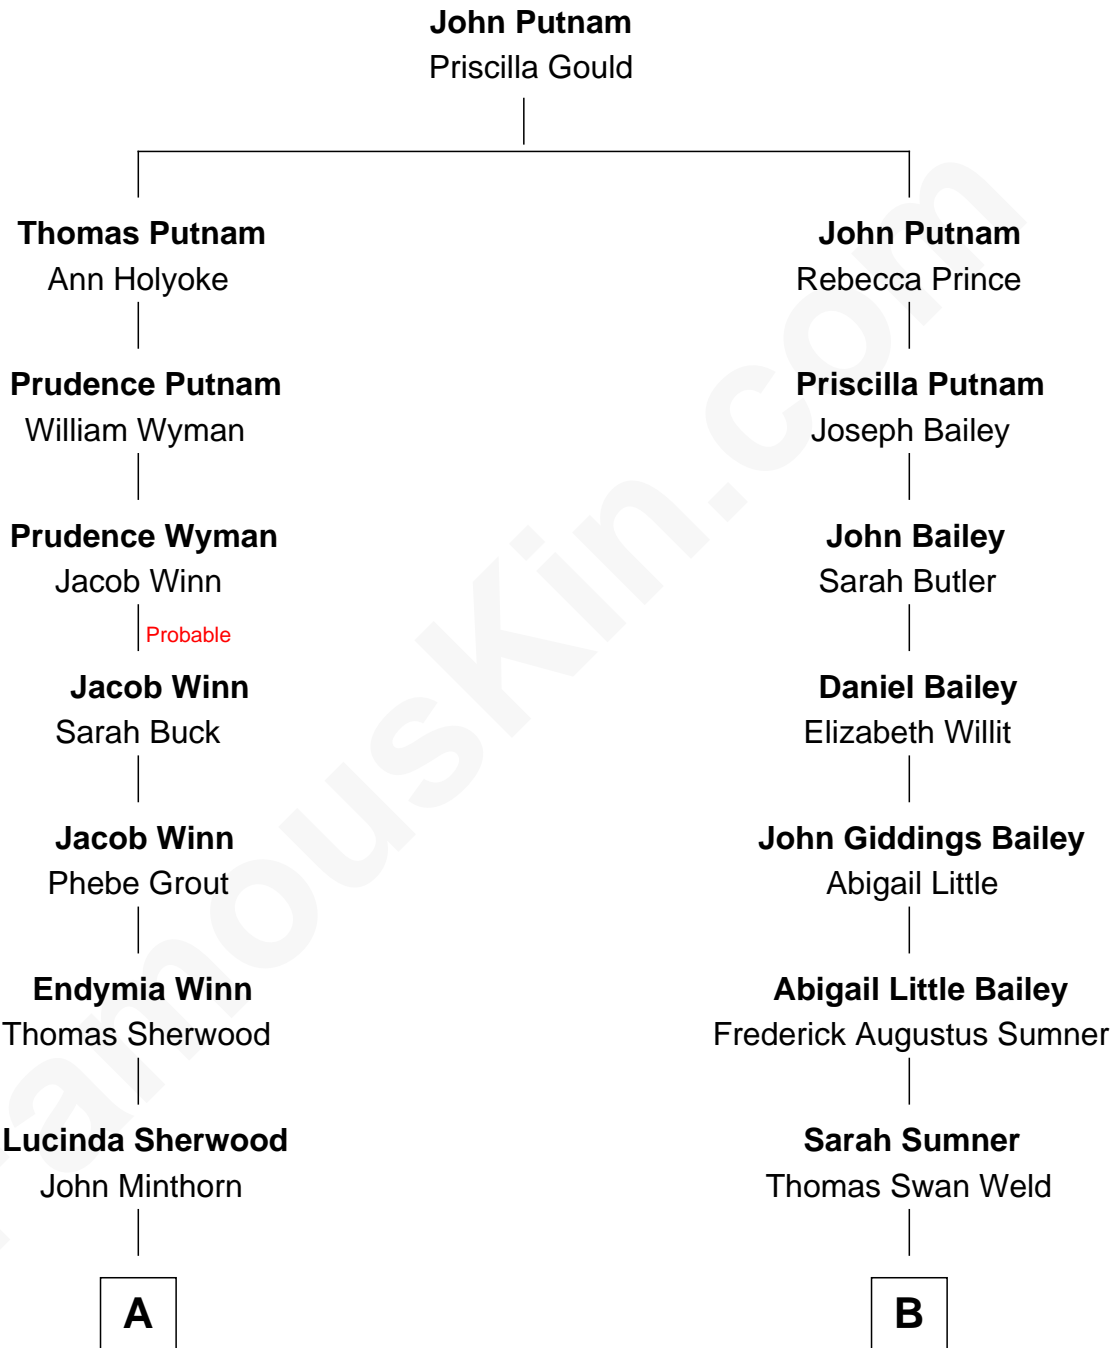 John Putnam
Priscilla Gould
Thomas Putnam
Ann Holyoke
Prudence Putnam
William Wyman
Prudence Wyman
Jacob Winn
Probable
Jacob Winn
Sarah Buck
Jacob Winn
Phebe Grout
Endymia Winn
Thomas Sherwood
Lucinda Sherwood
John Minthorn
A
John Putnam
Rebecca Prince
Priscilla Putnam
Joseph Bailey
John Bailey
Sarah Butler
Daniel Bailey
Elizabeth Willit
John Giddings Bailey
Abigail Little
Abigail Little Bailey
Frederick Augustus Sumner
Sarah Sumner
Thomas Swan Weld
B
FamousKin.com